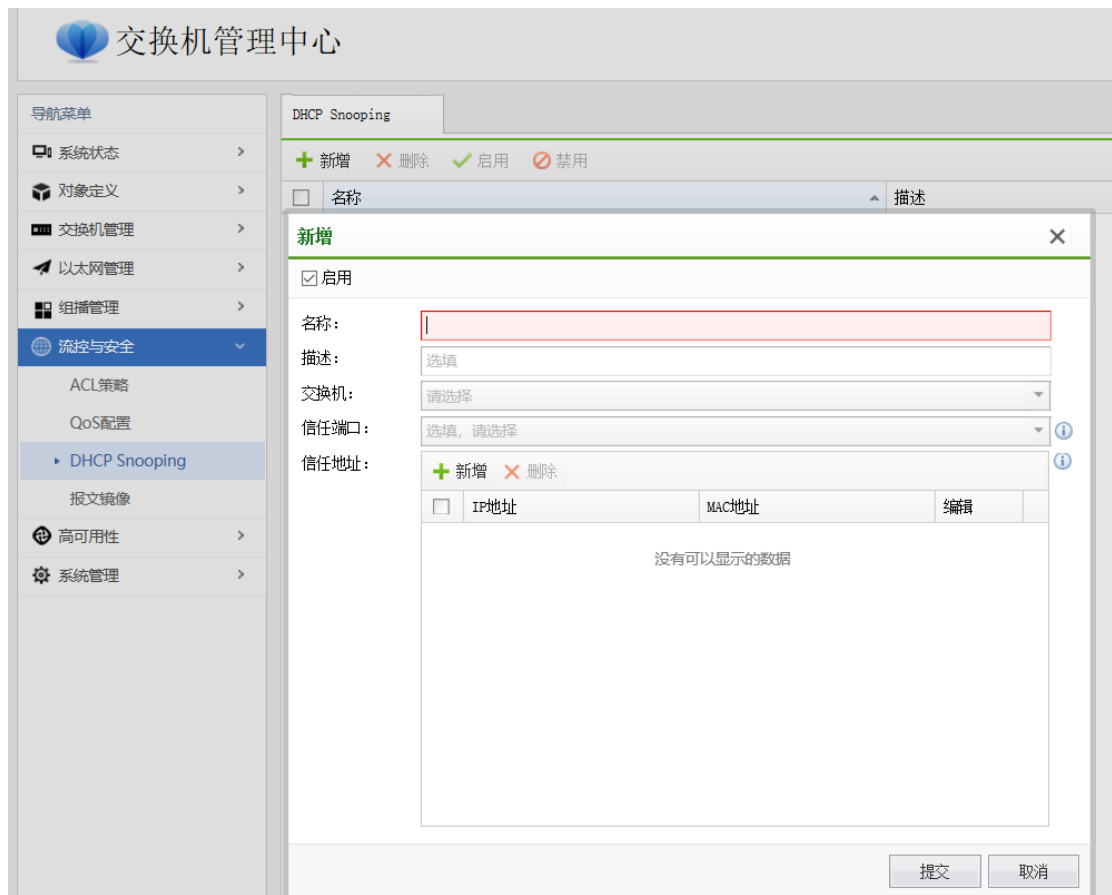 交换机管理中心
导航菜单
系统状态
对象定义
交换机管理
以太网管理
组播管理
流控与安全
ACL策略
QoS配置
DHCP Snooping
报文镜像
高可用性
系统管理
DHCP Snooping
新增 删除 启用 禁用
名称 描述
新增
启用
名称：
描述： 选填
交换机： 请选择
信任端口： 选填，请选择
信任地址：
新增 删除
IP地址 MAC地址 编辑
没有可以显示的数据
提交 取消